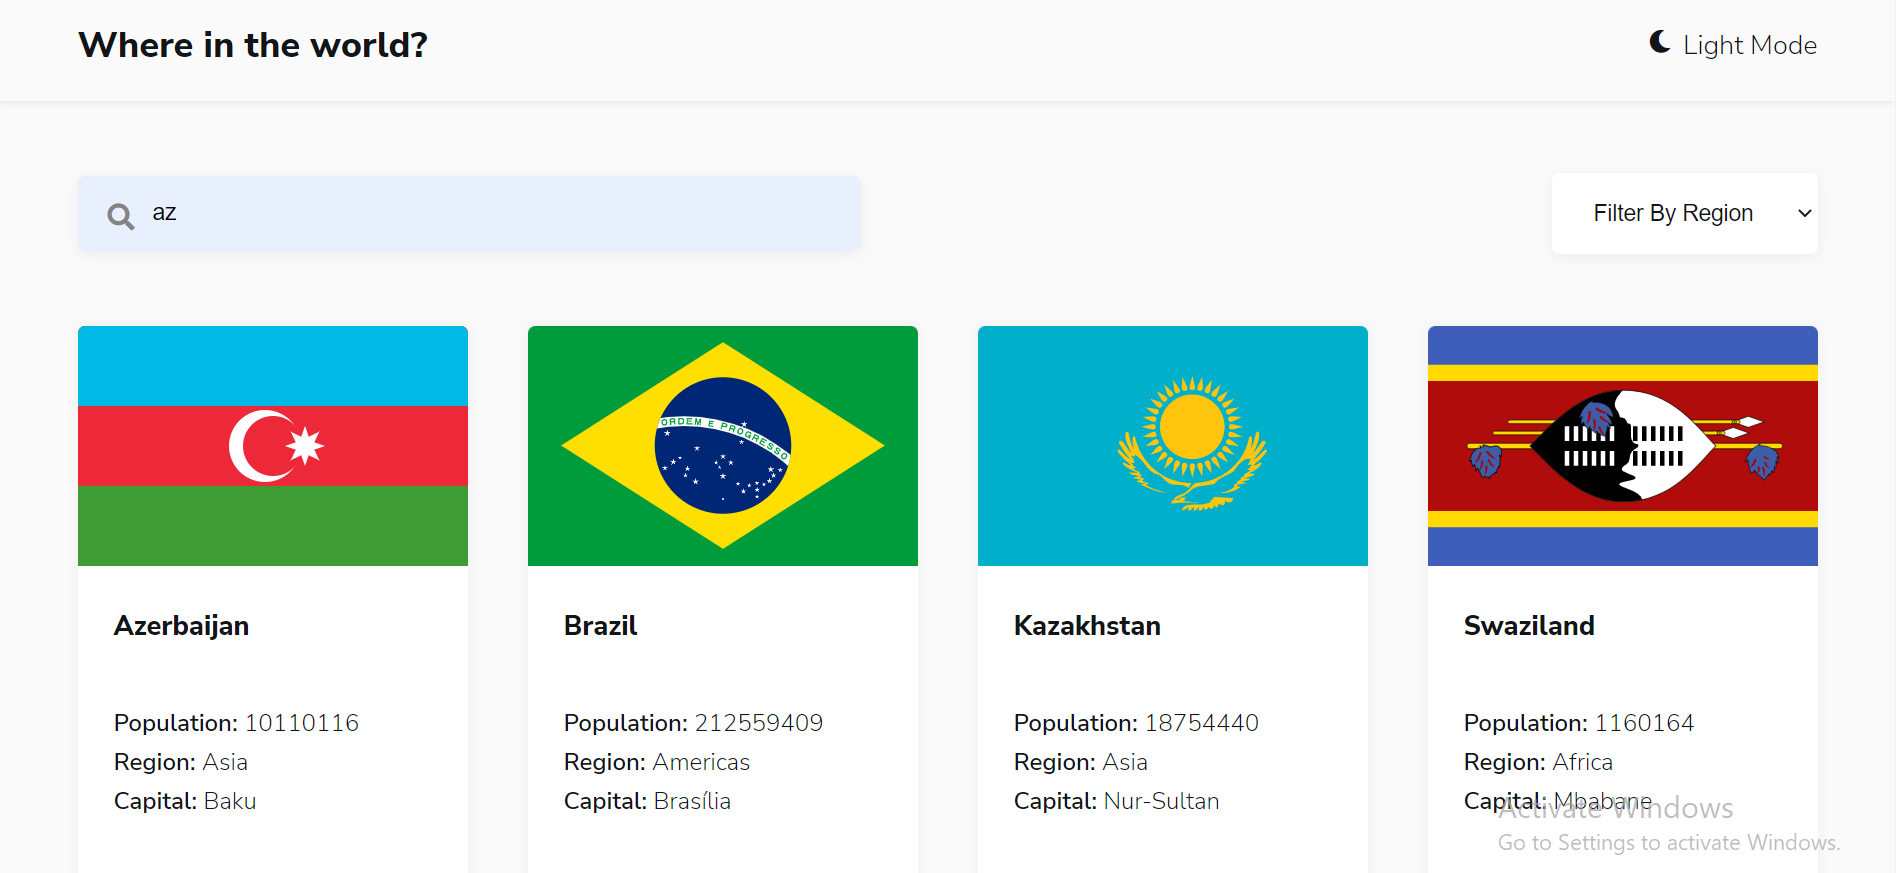 Where in the world?
Light Mode
az
Filter By Region
ORDEM E PROGRESSO
Azerbaijan
Population: 10110116
Region: Asia
Capital: Baku
Brazil
Population: 212559409
Region: Americas
Capital: Brasília
Kazakhstan
Population: 18754440
Region: Asia
Capital: Nur-Sultan
Swaziland
Population: 1160164
Region: Africa
Capital: Mbabane
Activate Windows
Go to Settings to activate Windows.